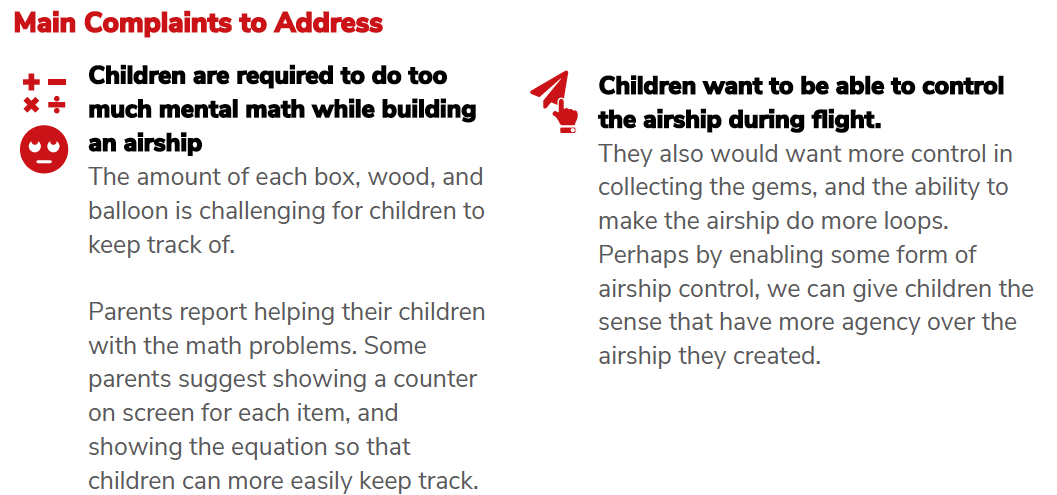 Main Complaints to Address
Children are required to do too
much mental math while building
an airship
The amount of each box, wood, and
balloon is challenging for children to
keep track of.
Parents report helping their children
with the math problems. Some
parents suggest showing a counter
on screen for each item, and
showing the equation so that
children can more easily keep track.
Children want to be able to control
the airship during flight.
They also would want more control in
collecting the gems, and the ability to
make the airship do more loops.
Perhaps by enabling some form of
airship control, we can give children the
sense that have more agency over the
airship they created.